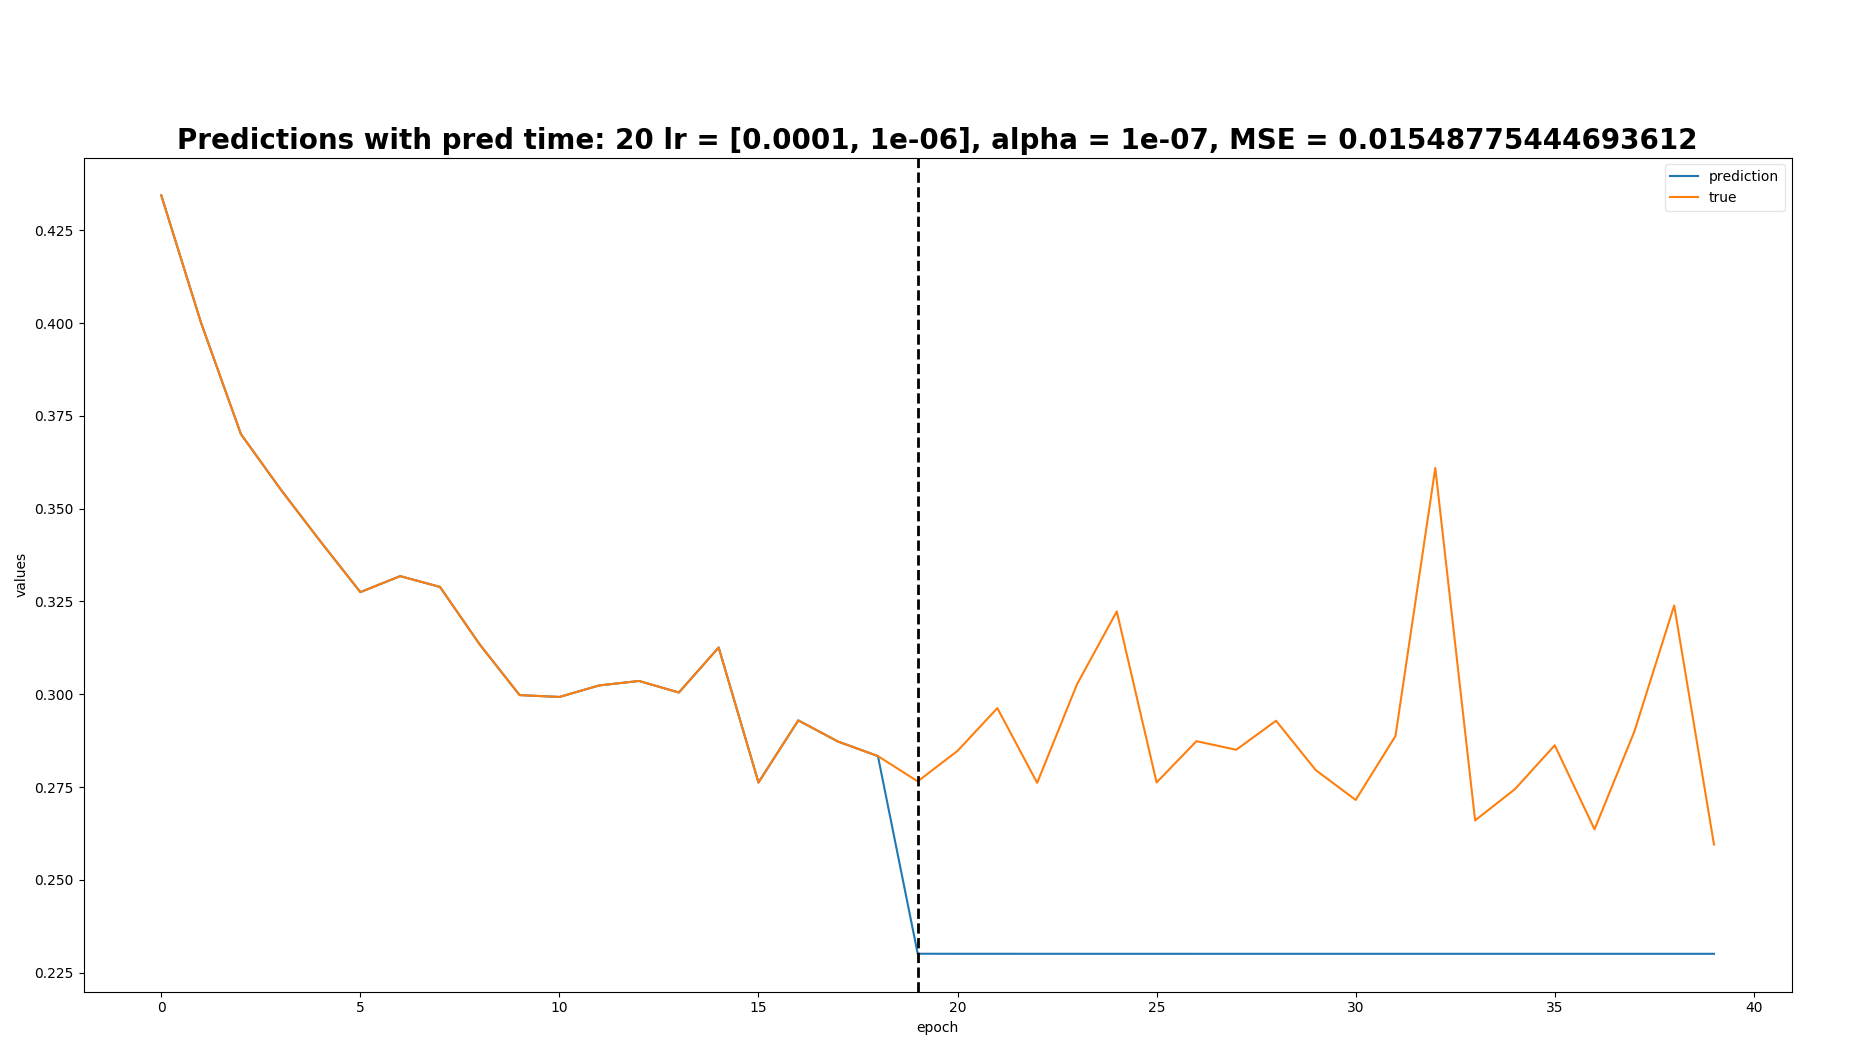 Predictions with pred time: 20 lr = [0.0001, 1e-06], alpha = 1e-07, MSE = 0.01548775444693612
prediction
true
0.425
0.400
0.375
0.350
0.325
0.300
0.275
0.250
0.225
values
0 5 10 15 20 25 30 35 40
epoch